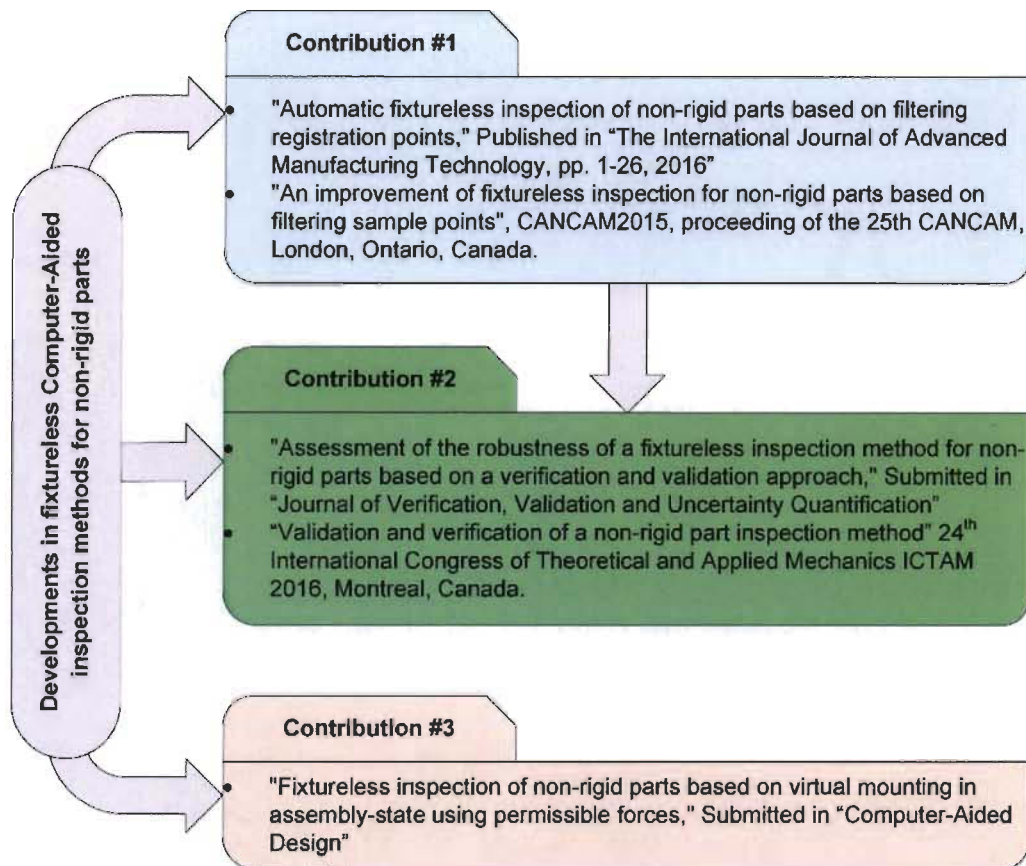 Developments in fixtureless Computer-Aided
inspection methods for non-rigid parts
Contribution #1
• "Automatic fixtureless inspection of non-rigid parts based on filtering
registration points," Published in “The International Journal of Advanced
Manufacturing Technology, pp. 1-26, 2016”
• "An improvement of fixtureless inspection for non-rigid parts based on
filtering sample points", CANCAM2015, proceeding of the 25th CANCAM,
London, Ontario, Canada.
Contribution #2
• "Assessment of the robustness of a fixtureless inspection method for non-
rigid parts based on a verification and validation approach," Submitted in
“Journal of Verification, Validation and Uncertainty Quantification”
• “Validation and verification of a non-rigid part inspection method” 24th
International Congress of Theoretical and Applied Mechanics ICTAM
2016, Montreal, Canada.
Contribution #3
• "Fixtureless inspection of non-rigid parts based on virtual mounting in
assembly-state using permissible forces," Submitted in “Computer-Aided
Design”